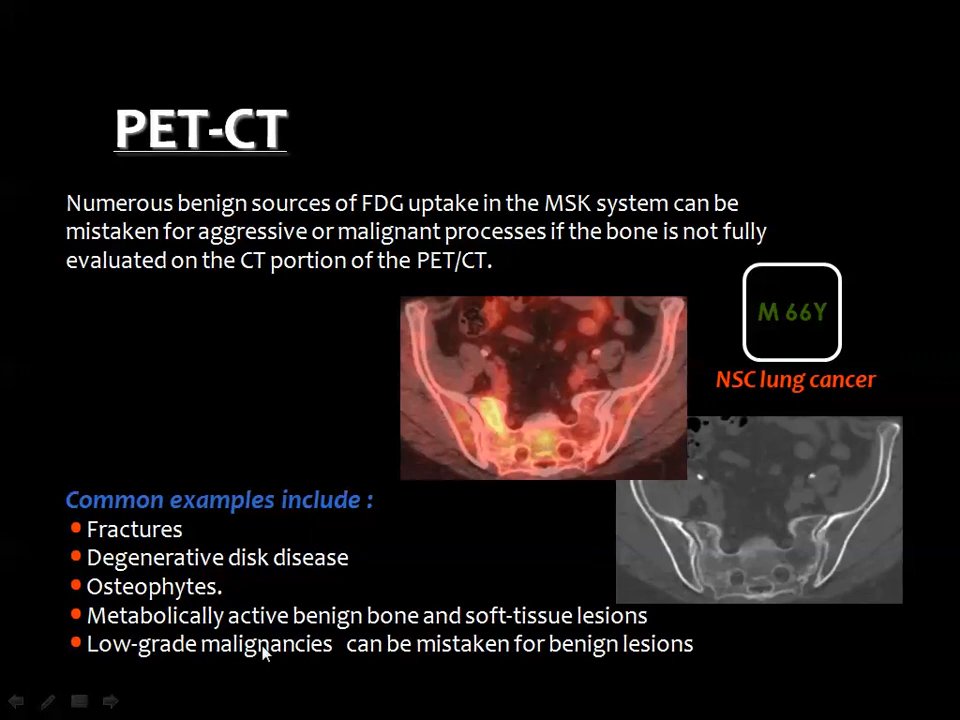 PET-CT
Numerous benign sources of FDG uptake in the MSK system can be
mistaken for aggressive or malignant processes if the bone is not fully
evaluated on the CT portion of the PET/CT.
M 66Y
NSC lung cancer
Common examples include :
• Fractures
• Degenerative disk disease
• Osteophytes.
• Metabolically active benign bone and soft-tissue lesions
• Low-grade malignancies can be mistaken for benign lesions